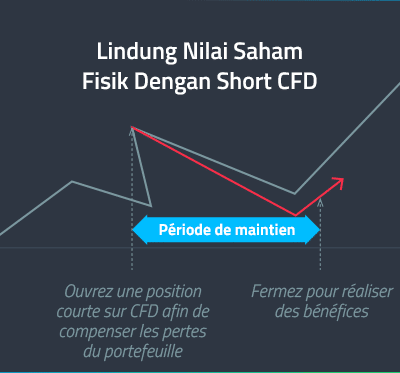 Lindung Nilai Saham
Fisik Dengan Short CFD
Période de maintien
Ouvrez une position
courte sur CFD afin de
compenser les pertes
du portefeuille
Fermez pour réaliser
des bénéfices